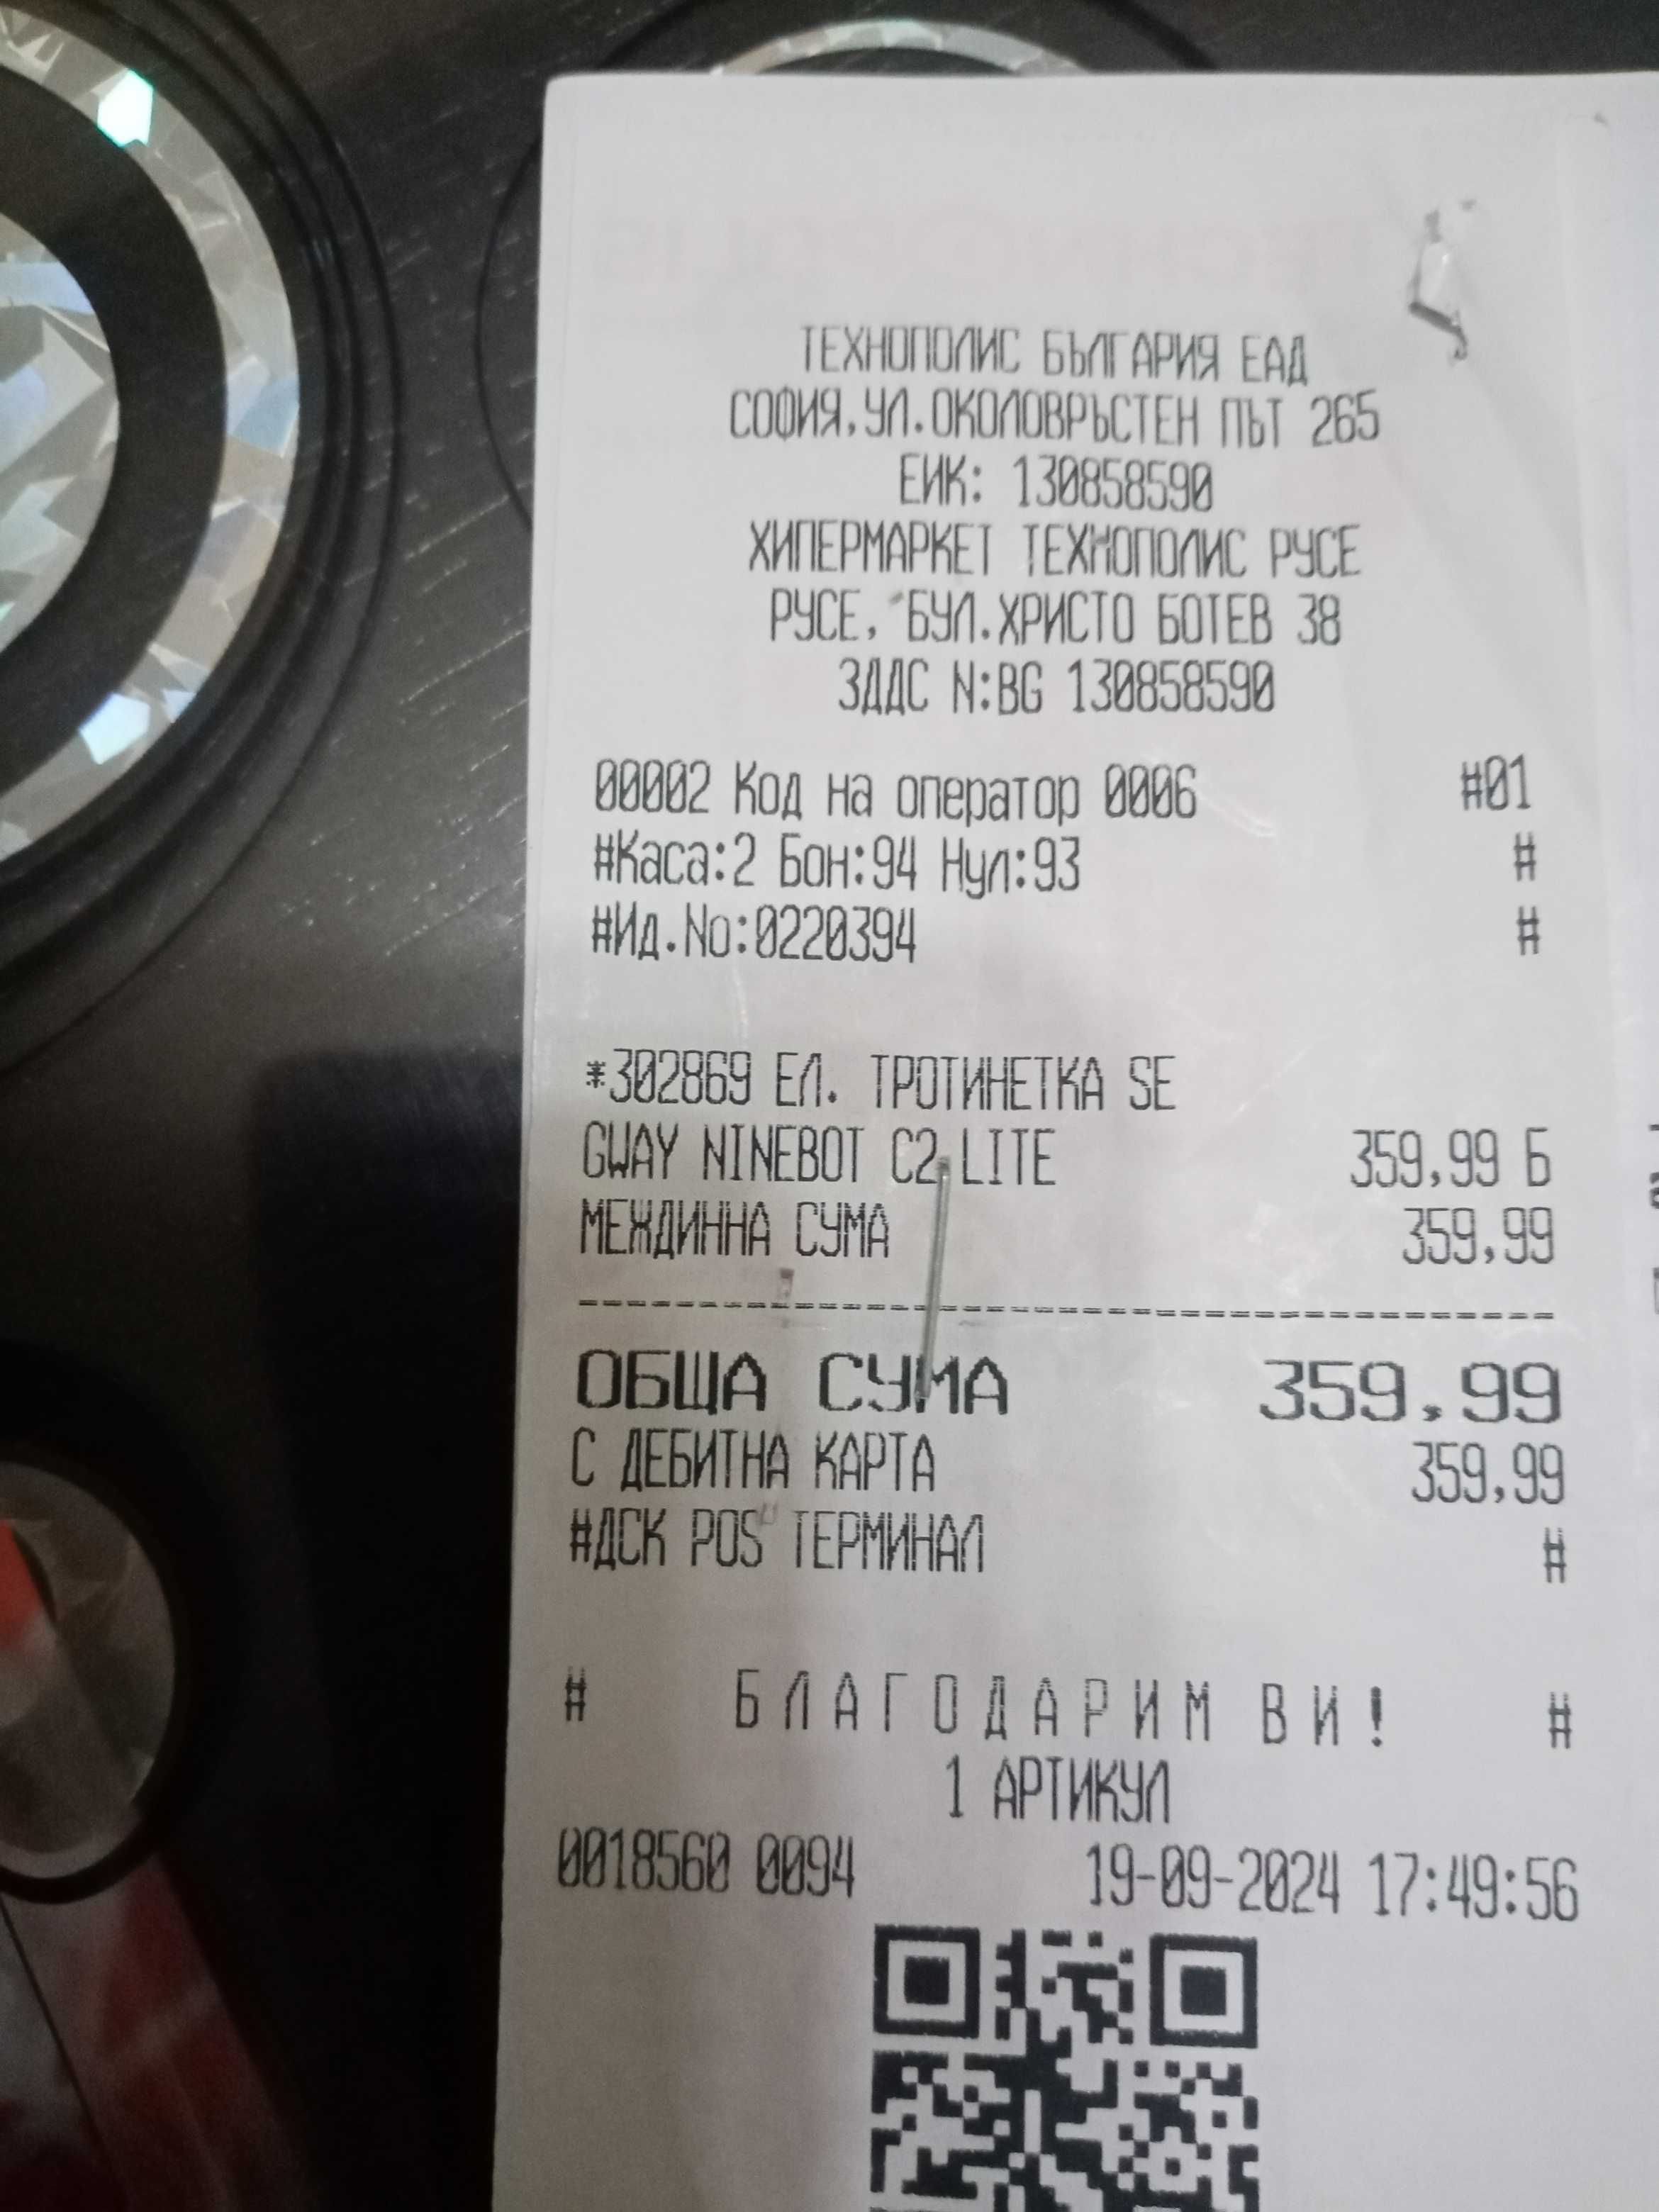 ТЕХНОПОЛИС БЪЛГАРИЯ ЕАД
СОФИЯ,УЛ.ОКОЛОВРЪСТЕН ПЪТ 265
ЕИК: 130858590
ХИПЕРМАРКЕТ ТЕХНОПОЛИС РУСЕ
РУСЕ, БУЛ.ХРИСТО БОТЕВ 38
ЗДДС N:BG 130858590
00002 Код на оператор 0006 #01
#Каса:2 Бон:94 Нул:93 #
#Ид.No:0220394 #
*302869 ЕЛ. ТРОТИНЕТКА SE
GWAY NINEBOT C2 LITE 359,99 Б
МЕЖДИННА СУМА 359,99
ОБЩА СУМА 359.99
С ДЕБИТНА КАРТА 359,99
#ДСК POS ТЕРМИНАЛ #
# БЛАГОДАРИМ ВИ! #
1 АРТИКУЛ
0018560 0094 19-09-2024 17:49:56